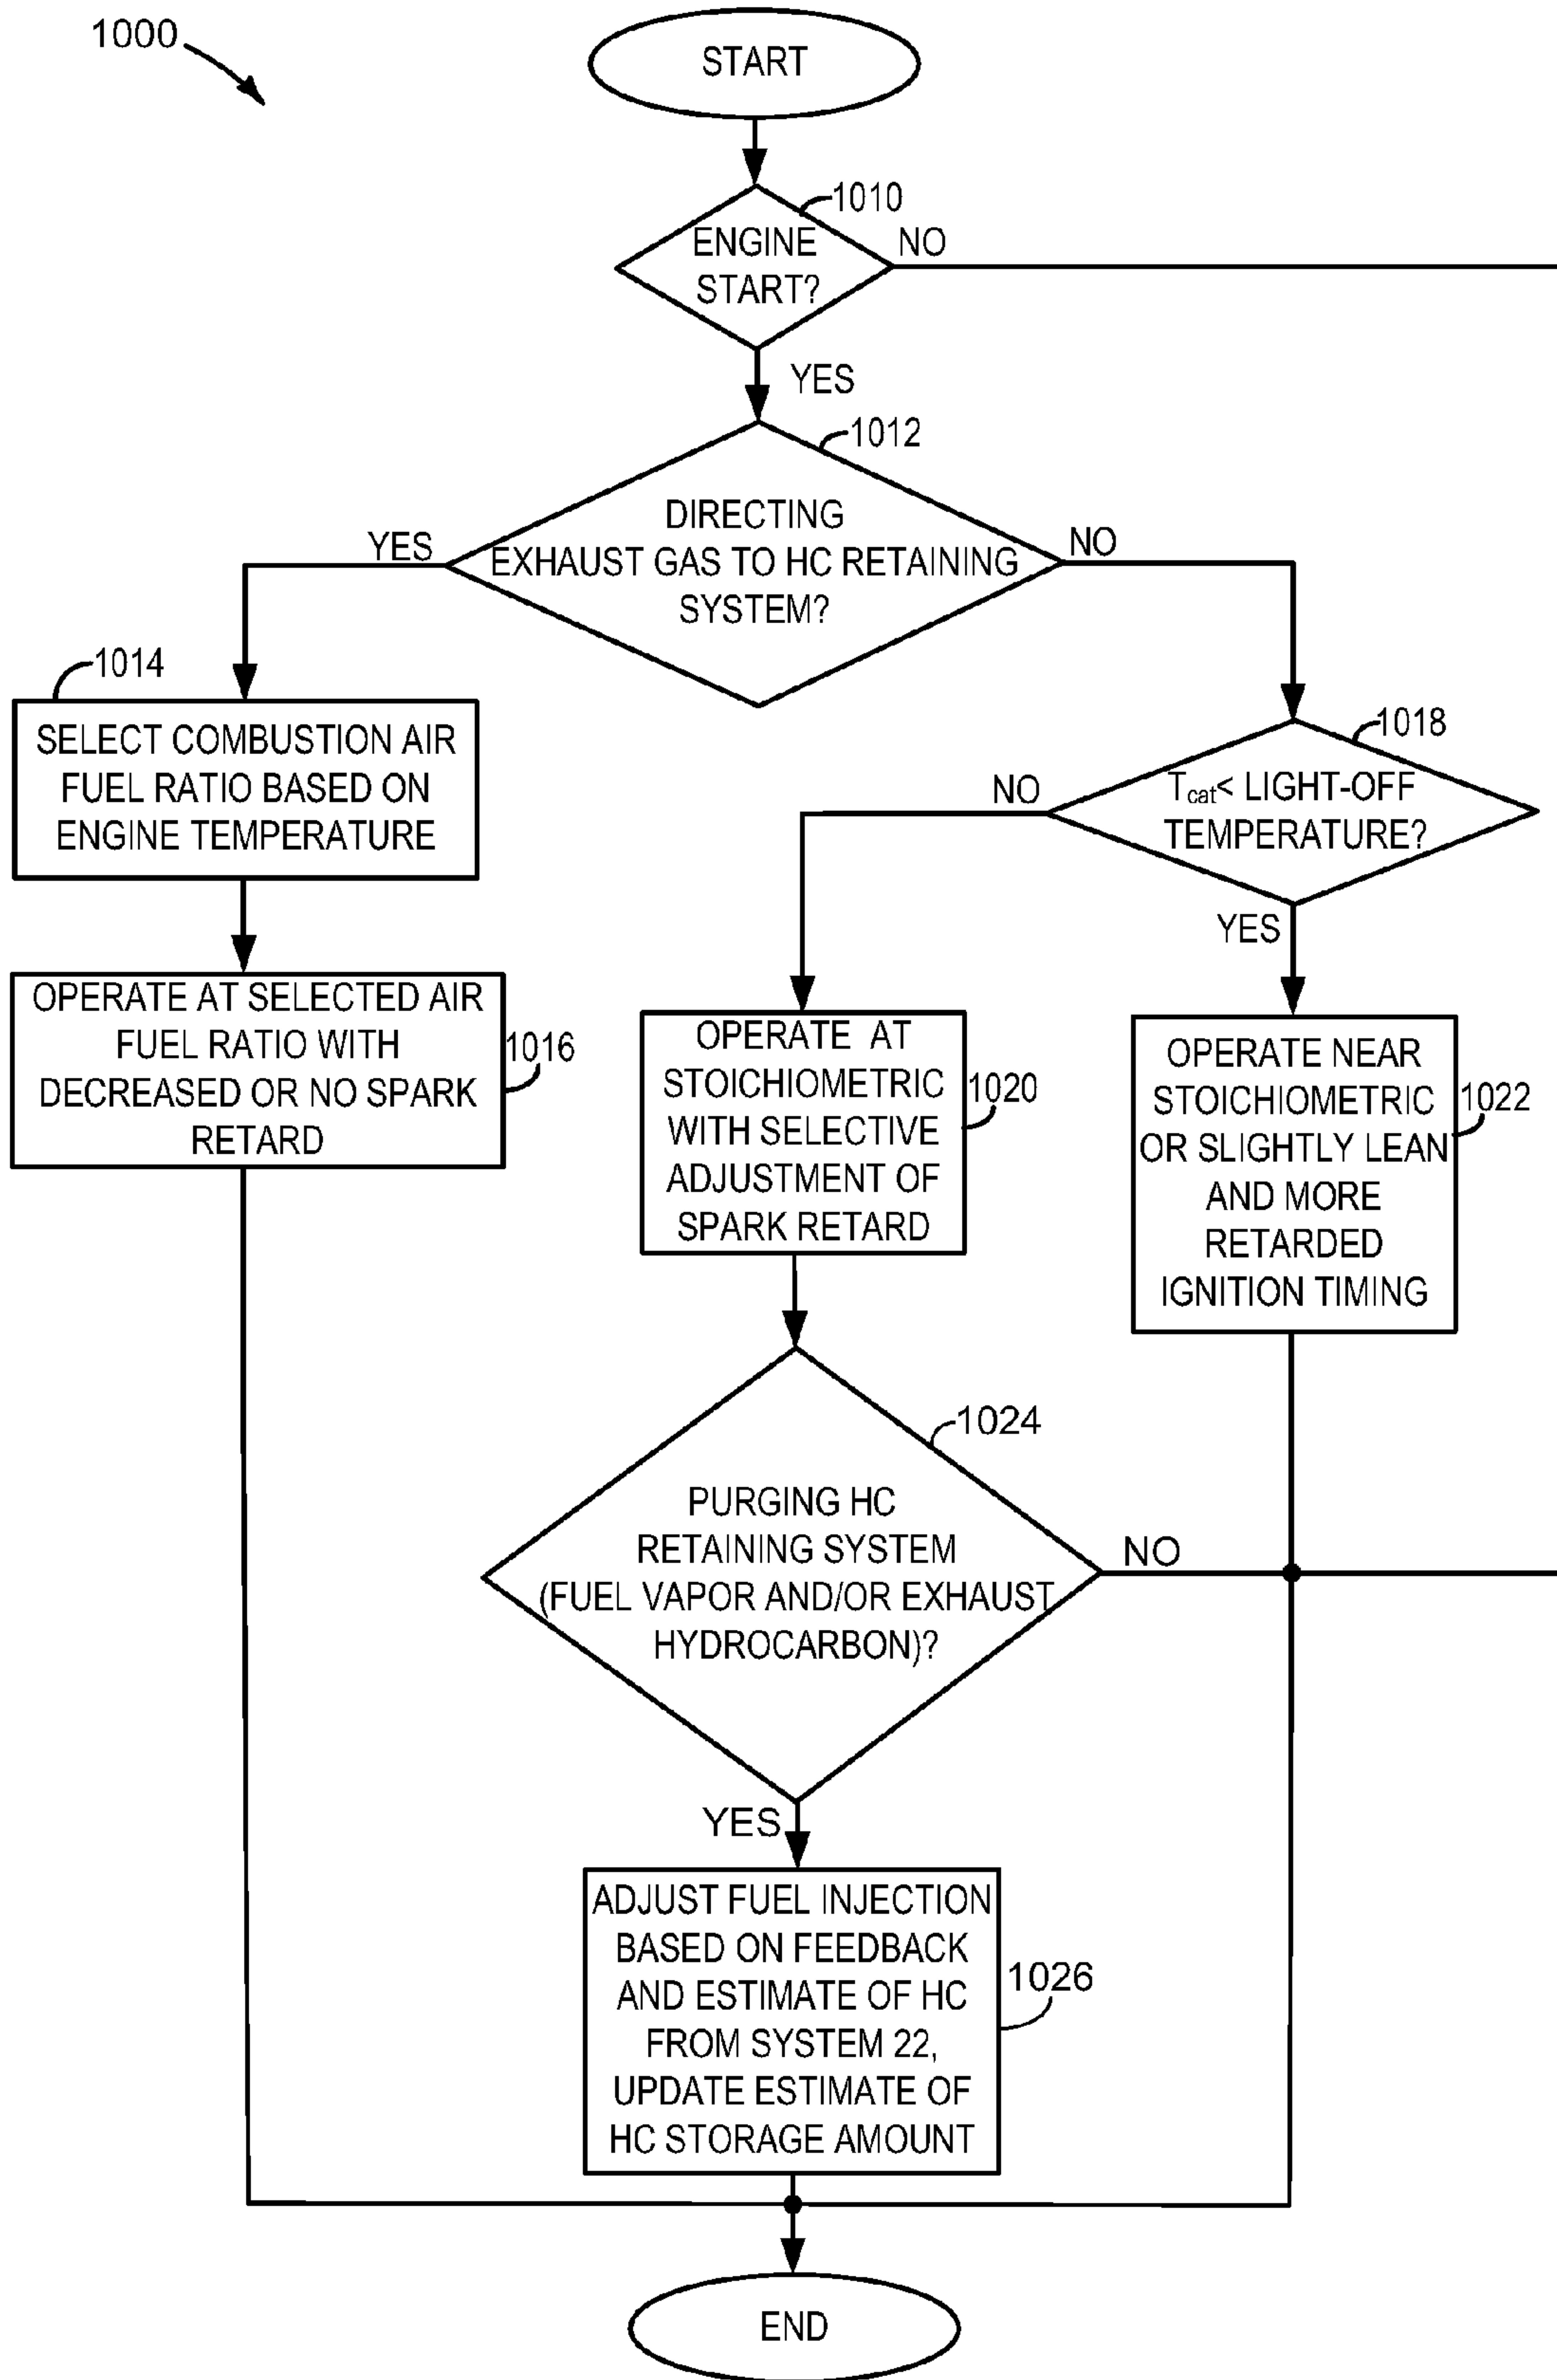 1000
START
1010
ENGINE
START?
NO
YES
1012
DIRECTING
EXHAUST GAS TO HC RETAINING
SYSTEM?
YES
NO
1014
SELECT COMBUSTION AIR
FUEL RATIO BASED ON
ENGINE TEMPERATURE
1018
Tcat< LIGHT-OFF
TEMPERATURE?
NO
YES
OPERATE AT SELECTED AIR
FUEL RATIO WITH
DECREASED OR NO SPARK
RETARD
1016
OPERATE AT
STOICHIOMETRIC
WITH SELECTIVE
ADJUSTMENT OF
SPARK RETARD
1020
OPERATE NEAR
STOICHIOMETRIC
OR SLIGHTLY LEAN
AND MORE
RETARDED
IGNITION TIMING
1022
1024
PURGING HC
RETAINING SYSTEM
(FUEL VAPOR AND/OR EXHAUST
HYDROCARBON)?
NO
YES
ADJUST FUEL INJECTION
BASED ON FEEDBACK
AND ESTIMATE OF HC
FROM SYSTEM 22,
UPDATE ESTIMATE OF
HC STORAGE AMOUNT
1026
END